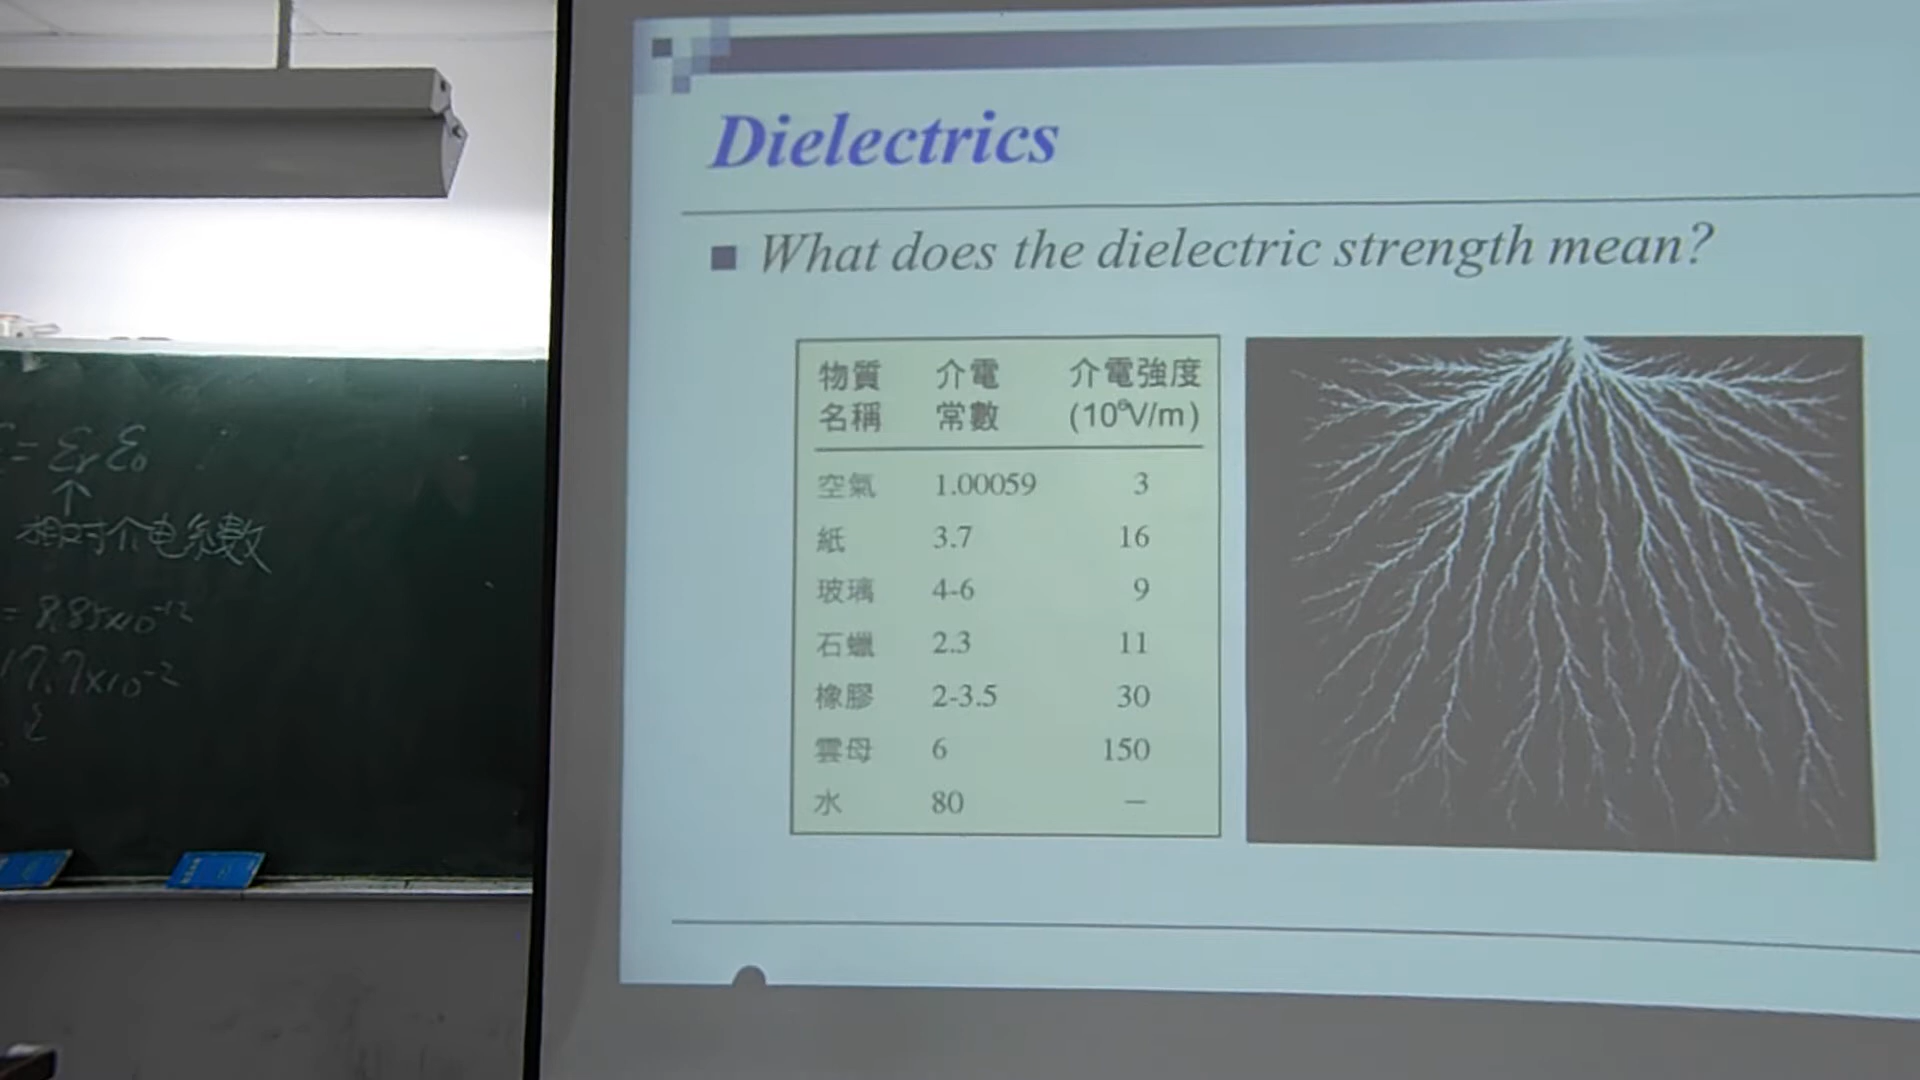 Dielectrics
What does the dielectric strength mean?
物質 介電 介電強度
名稱 常數 (10⁶V/m)
空氣 1.00059 3
紙 3.7 16
玻璃 4-6 9
石蠟 2.3 11
橡膠 2-3.5 30
雲母 6 150
水 80 —
= εr ε0
↑
相对介电系數
= 8.85×10⁻¹²
17.7×10⁻²